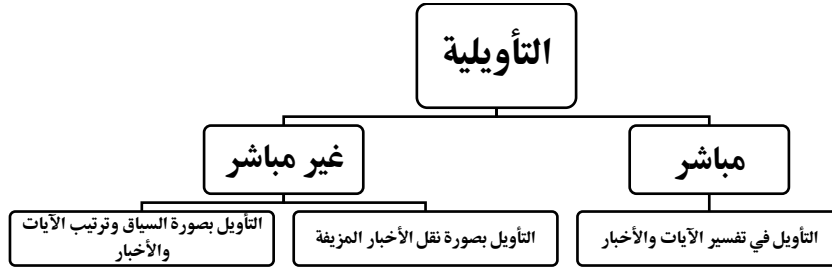 التأويلية
مباشر
غير مباشر
التأويل في تفسير الآيات والأخبار
التأويل بصورة نقل الأخبار المزيفة
التأويل بصورة السياق وترتيب الآيات
والأخبار